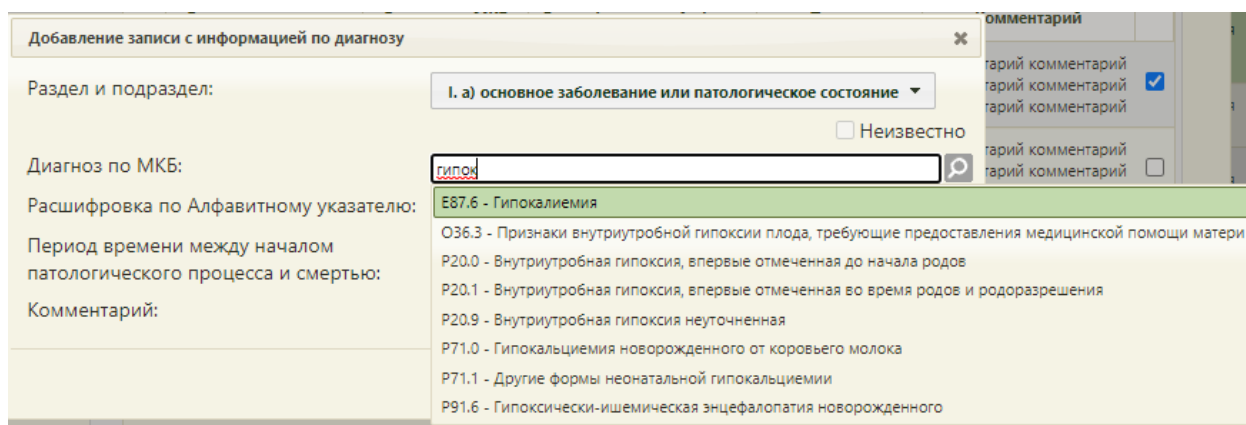 Комментарий
Добавление записи с информацией по диагнозу
тарий комментарий
Раздел и подраздел:
I. а) основное заболевание или патологическое состояние
тарий комментарий
тарий комментарий
Неизвестно
тарий комментарий
Диагноз по МКБ:
гипок
тарий комментарий
Расшифровка по Алфавитному указателю:
E87.6 - Гипокалиемия
O36.3 - Признаки внутриутробной гипоксии плода, требующие предоставления медицинской помощи матери
Период времени между началом
патологического процесса и смертью:
P20.0 - Внутриутробная гипоксия, впервые отмеченная до начала родов
P20.1 - Внутриутробная гипоксия, впервые отмеченная во время родов и родоразрешения
Комментарий:
P20.9 - Внутриутробная гипоксия неуточненная
P71.0 - Гипокальциемия новорожденного от коровьего молока
P71.1 - Другие формы неонатальной гипокальциемии
P91.6 - Гипоксически-ишемическая энцефалопатия новорожденного